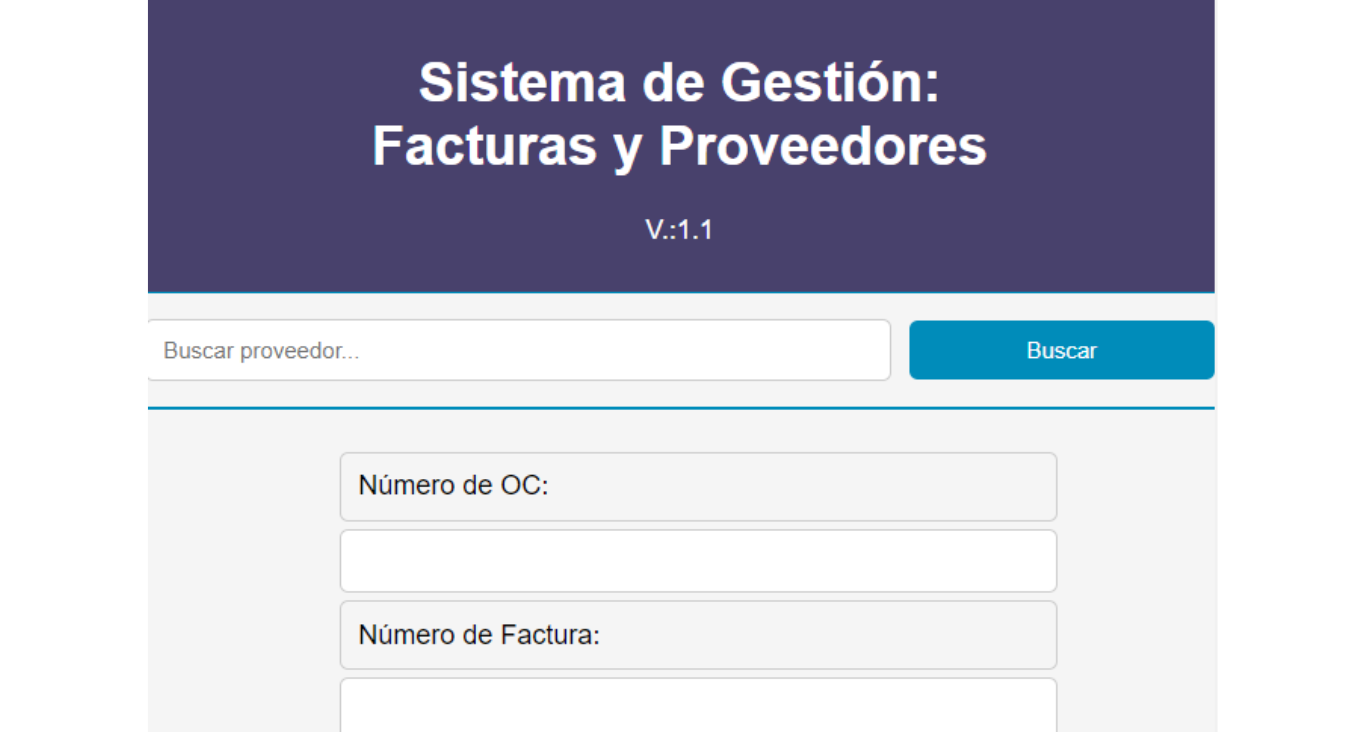 Sistema de Gestión:
Facturas y Proveedores
V.:1.1
Buscar proveedor...
Buscar
Número de OC:
Número de Factura: